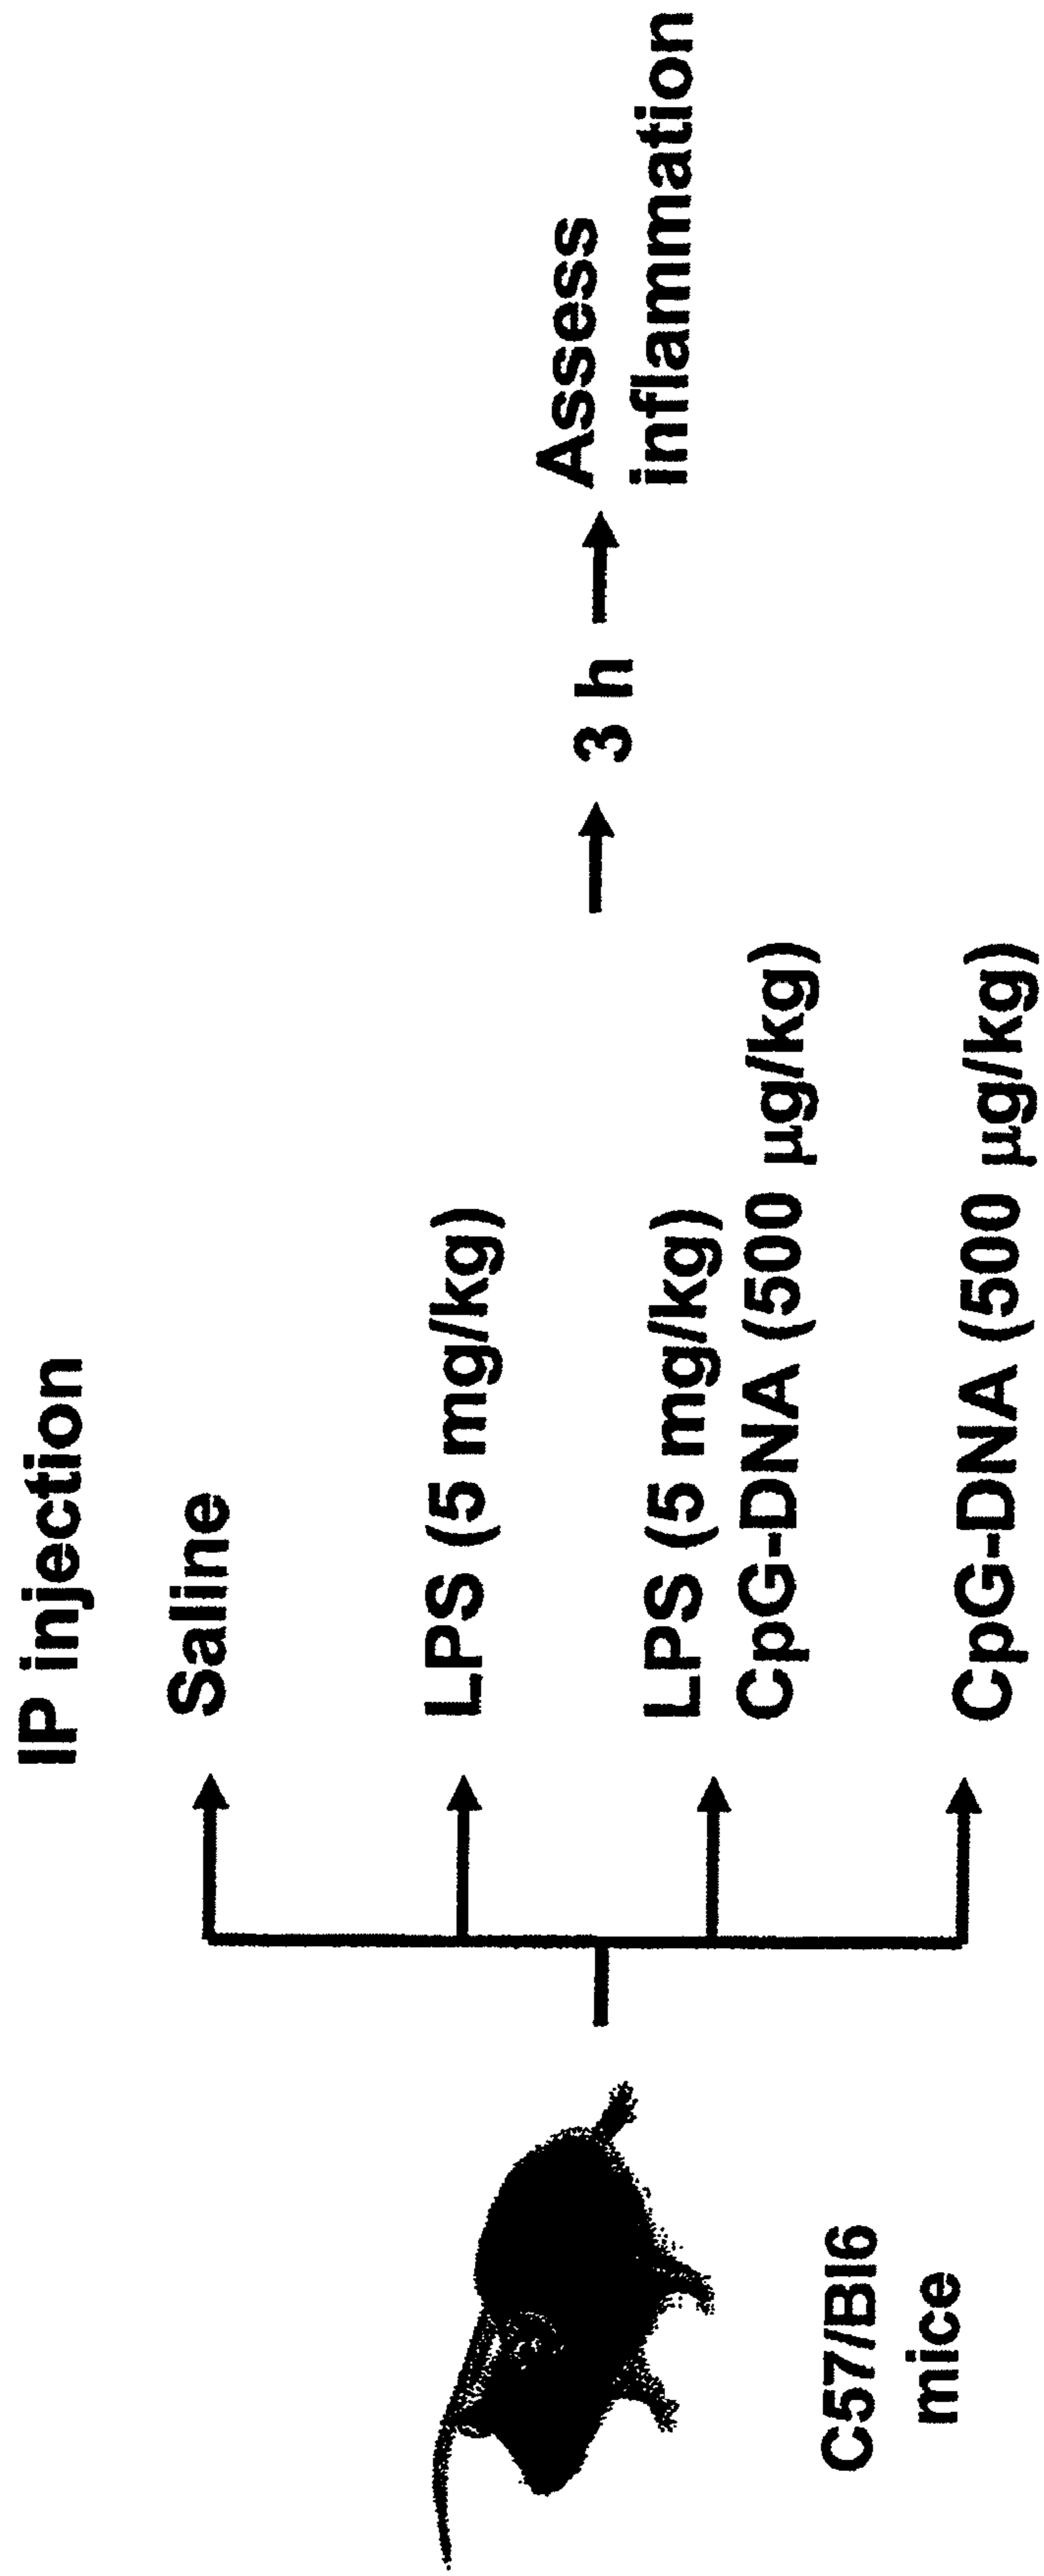 IP injection
Saline
LPS (5 mg/kg)
LPS (5 mg/kg)
CpG-DNA (500 µg/kg)
CpG-DNA (500 µg/kg)
C57/Bl6
mice
3 h
Assess
inflammation